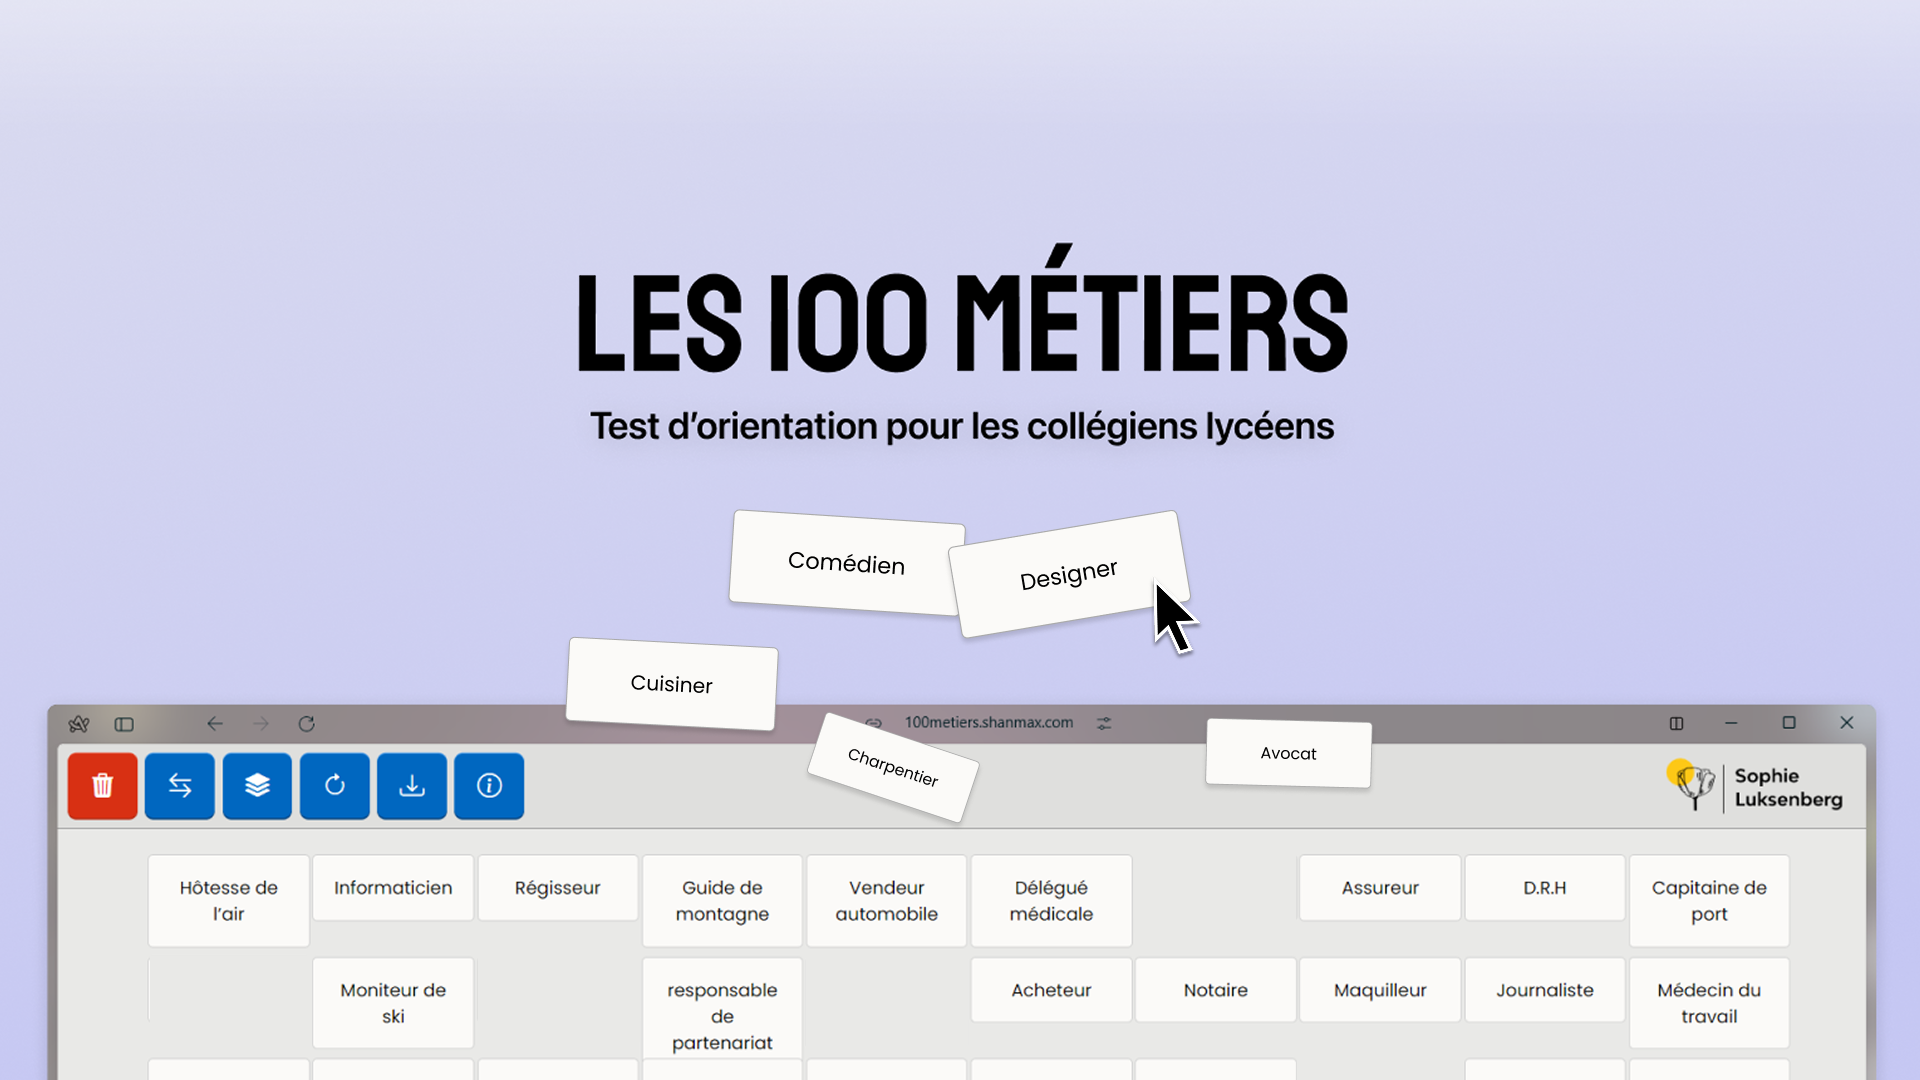 LES 100 MÉTIERS
Test d’orientation pour les collégiens lycéens
Comédien
Designer
Cuisiner
100metiers.shanmax.com
Charpentier
Avocat
Sophie
Luksenberg
Hôtesse de
l’air
Informaticien
Régisseur
Guide de
montagne
Vendeur
automobile
Délégué
médicale
Assureur
D.R.H
Capitaine de
port
Moniteur de
ski
responsable
de
partenariat
Acheteur
Notaire
Maquilleur
Journaliste
Médecin du
travail